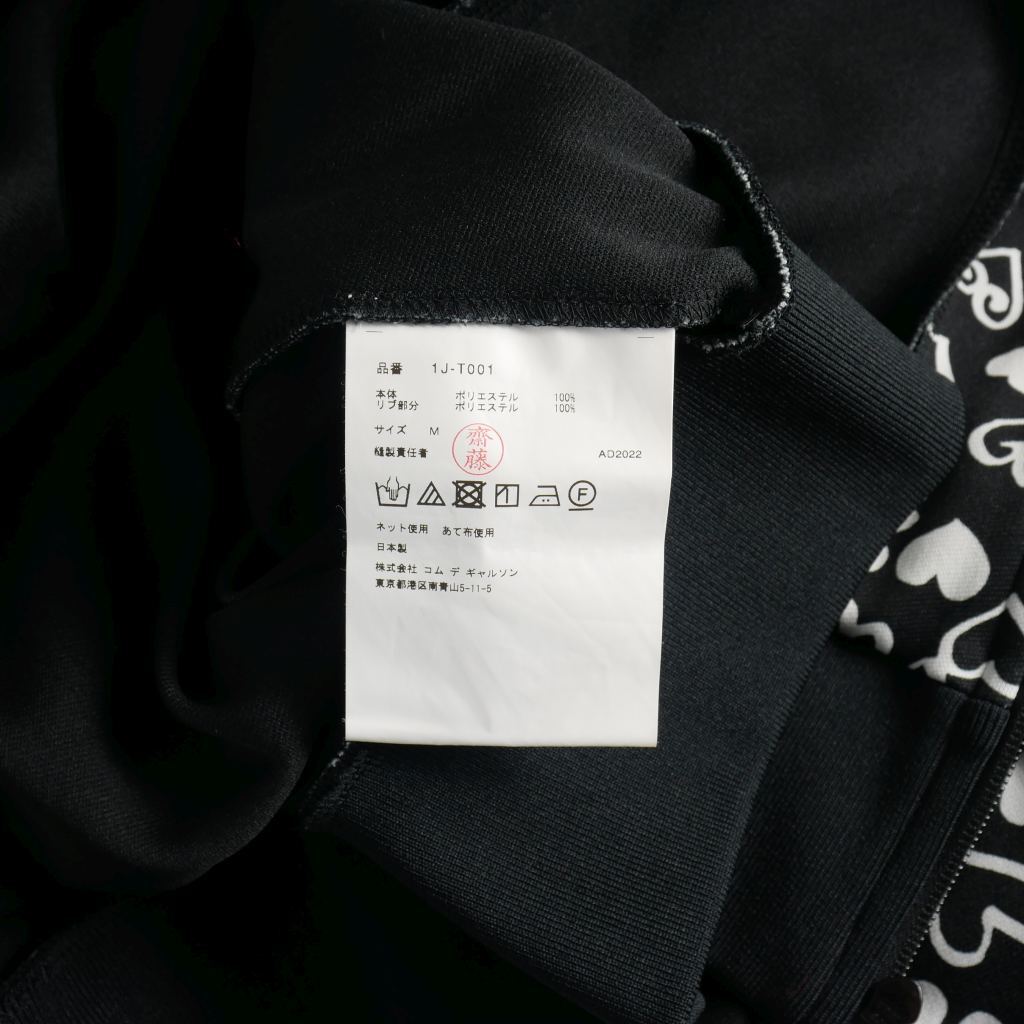 品番 1J-T001
本体 ポリエステル 100%
リブ部分 ポリエステル 100%
サイズ M
縫製責任者 齋藤 AD2022
F
ネット使用 あて布使用
日本製
株式会社 コム デ ギャルソン
東京都港区南青山5-11-5